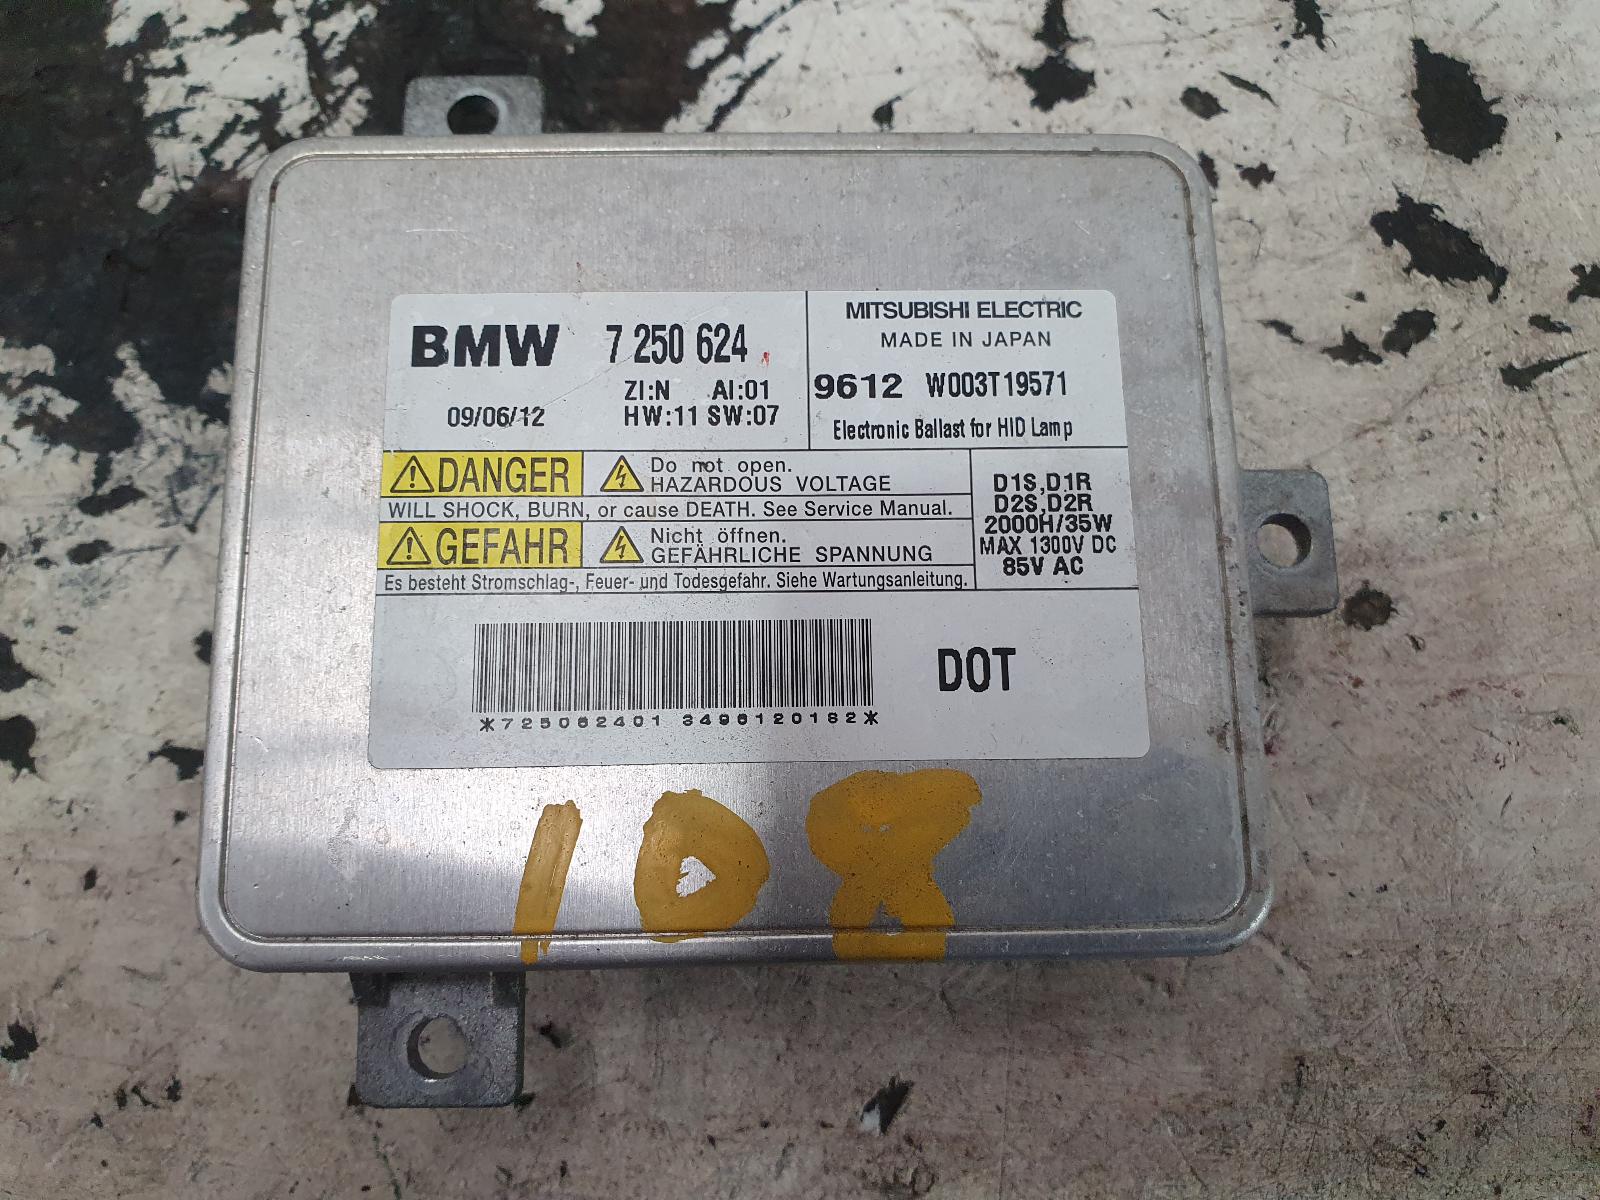 BMW 7 250 624
ZI:N AI:01
09/06/12 HW:11 SW:07
MITSUBISHI ELECTRIC
MADE IN JAPAN
9612 W003T19571
Electronic Ballast for HID Lamp
DANGER Do not open.
HAZARDOUS VOLTAGE
WILL SHOCK, BURN, or cause DEATH. See Service Manual.
GEFAHR Nicht öffnen.
GEFÄHRLICHE SPANNUNG
Es besteht Stromschlag-, Feuer- und Todesgefahr. Siehe Wartungsanleitung.
D1S,D1R
D2S,D2R
2000H/35W
MAX 1300V DC
85V AC
*725062401 3496120182*
DOT
108